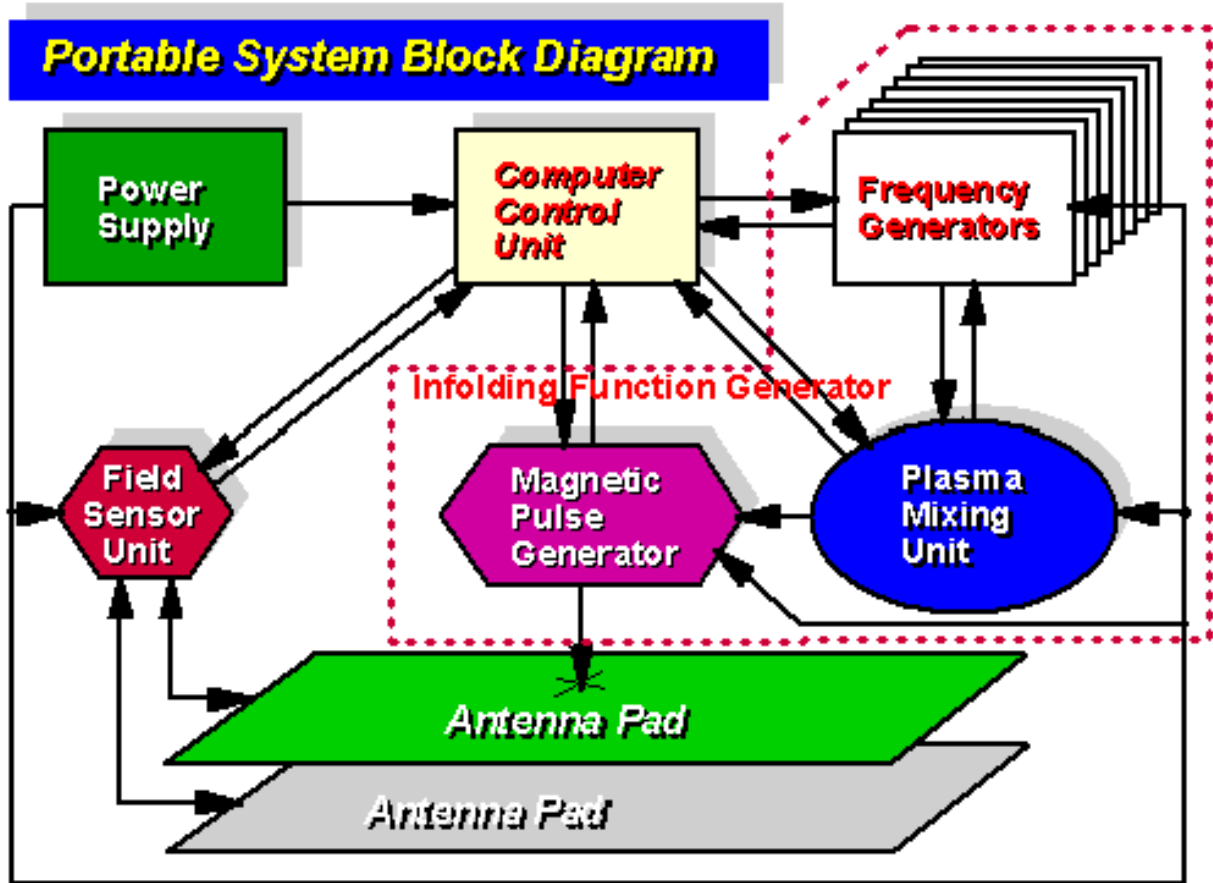 Portable System Block Diagram
Power
Supply
Computer
Control
Unit
Frequency
Generators
Infolding Function Generator
Field
Sensor
Unit
Magnetic
Pulse
Generator
Plasma
Mixing
Unit
Antenna Pad
Antenna Pad